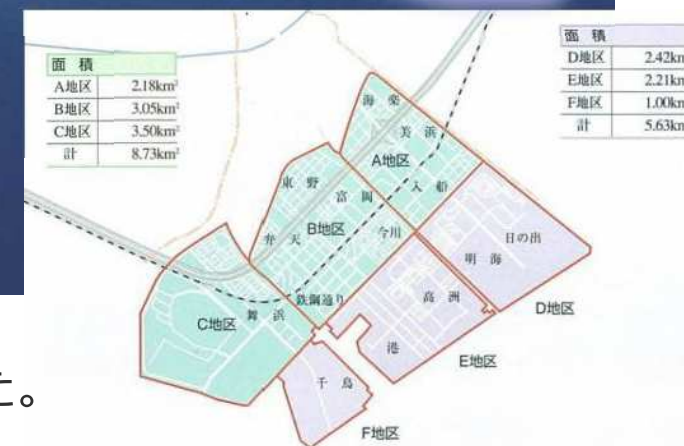 面 積
A地区 2.18km²
B地区 3.05km²
C地区 3.50km²
計 8.73km²
面 積
D地区 2.42km
E地区 2.21km
F地区 1.00km
計 5.63km
海 楽
美 浜
A地区
入 船
東 野
富 岡
B地区
弁 天
今川
鉄鋼通り
舞 浜
C地区
日の出
明 海
D地区
高 洲
港
E地区
千 鳥
F地区
た。